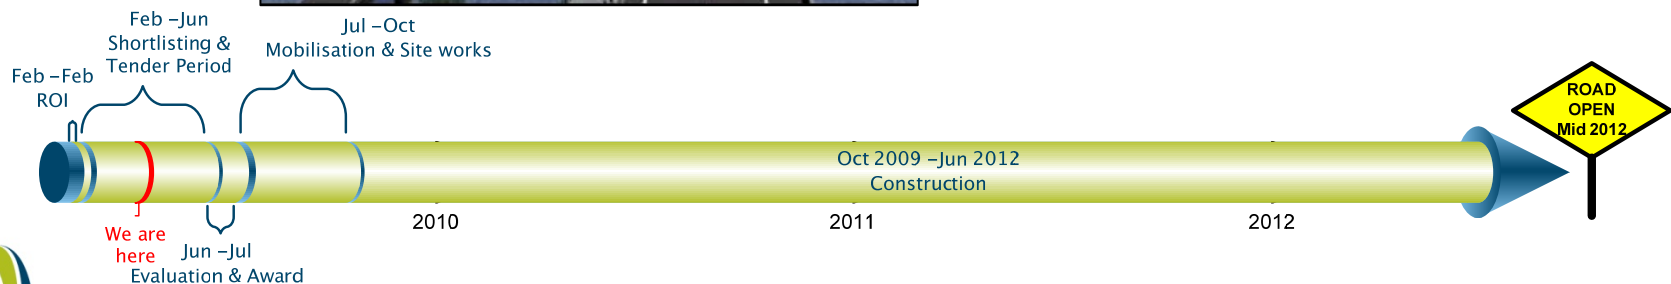 Feb –Feb
ROI
Feb –Jun
Shortlisting &
Tender Period
Jul –Oct
Mobilisation & Site works
ROAD
OPEN
Mid 2012
Oct 2009 –Jun 2012
Construction
2010
2011
2012
We are
here
Jun –Jul
Evaluation & Award